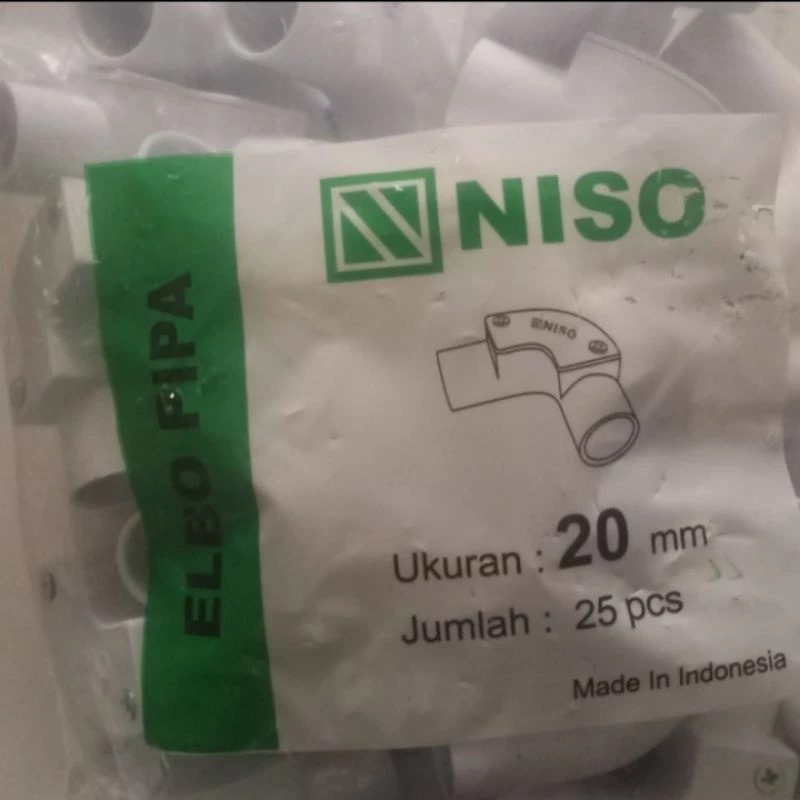 NISO
ELBO PIPA
NISO
Ukuran : 20 mm
Jumlah : 25 pcs
Made In Indonesia